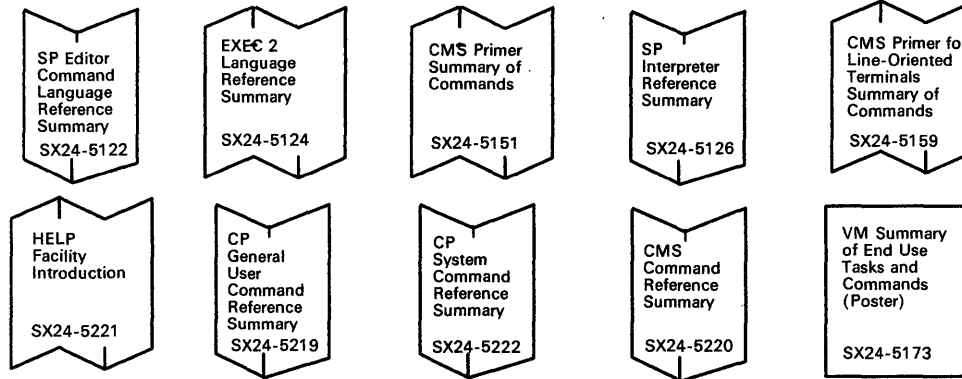 SP Editor
Command
Language
Reference
Summary
SX24-5122
EXEC 2
Language
Reference
Summary
SX24-5124
CMS Primer
Summary of
Commands
SX24-5151
SP
Interpreter
Reference
Summary
SX24-5126
CMS Primer fo
Line-Oriented
Terminals
Summary of
Commands
SX24-5159
HELP
Facility
Introduction
SX24-5221
CP
General
User
Command
Reference
Summary
SX24-5219
CP
System
Command
Reference
Summary
SX24-5222
CMS
Command
Reference
Summary
SX24-5220
VM Summary
of End Use
Tasks and
Commands
(Poster)
SX24-5173